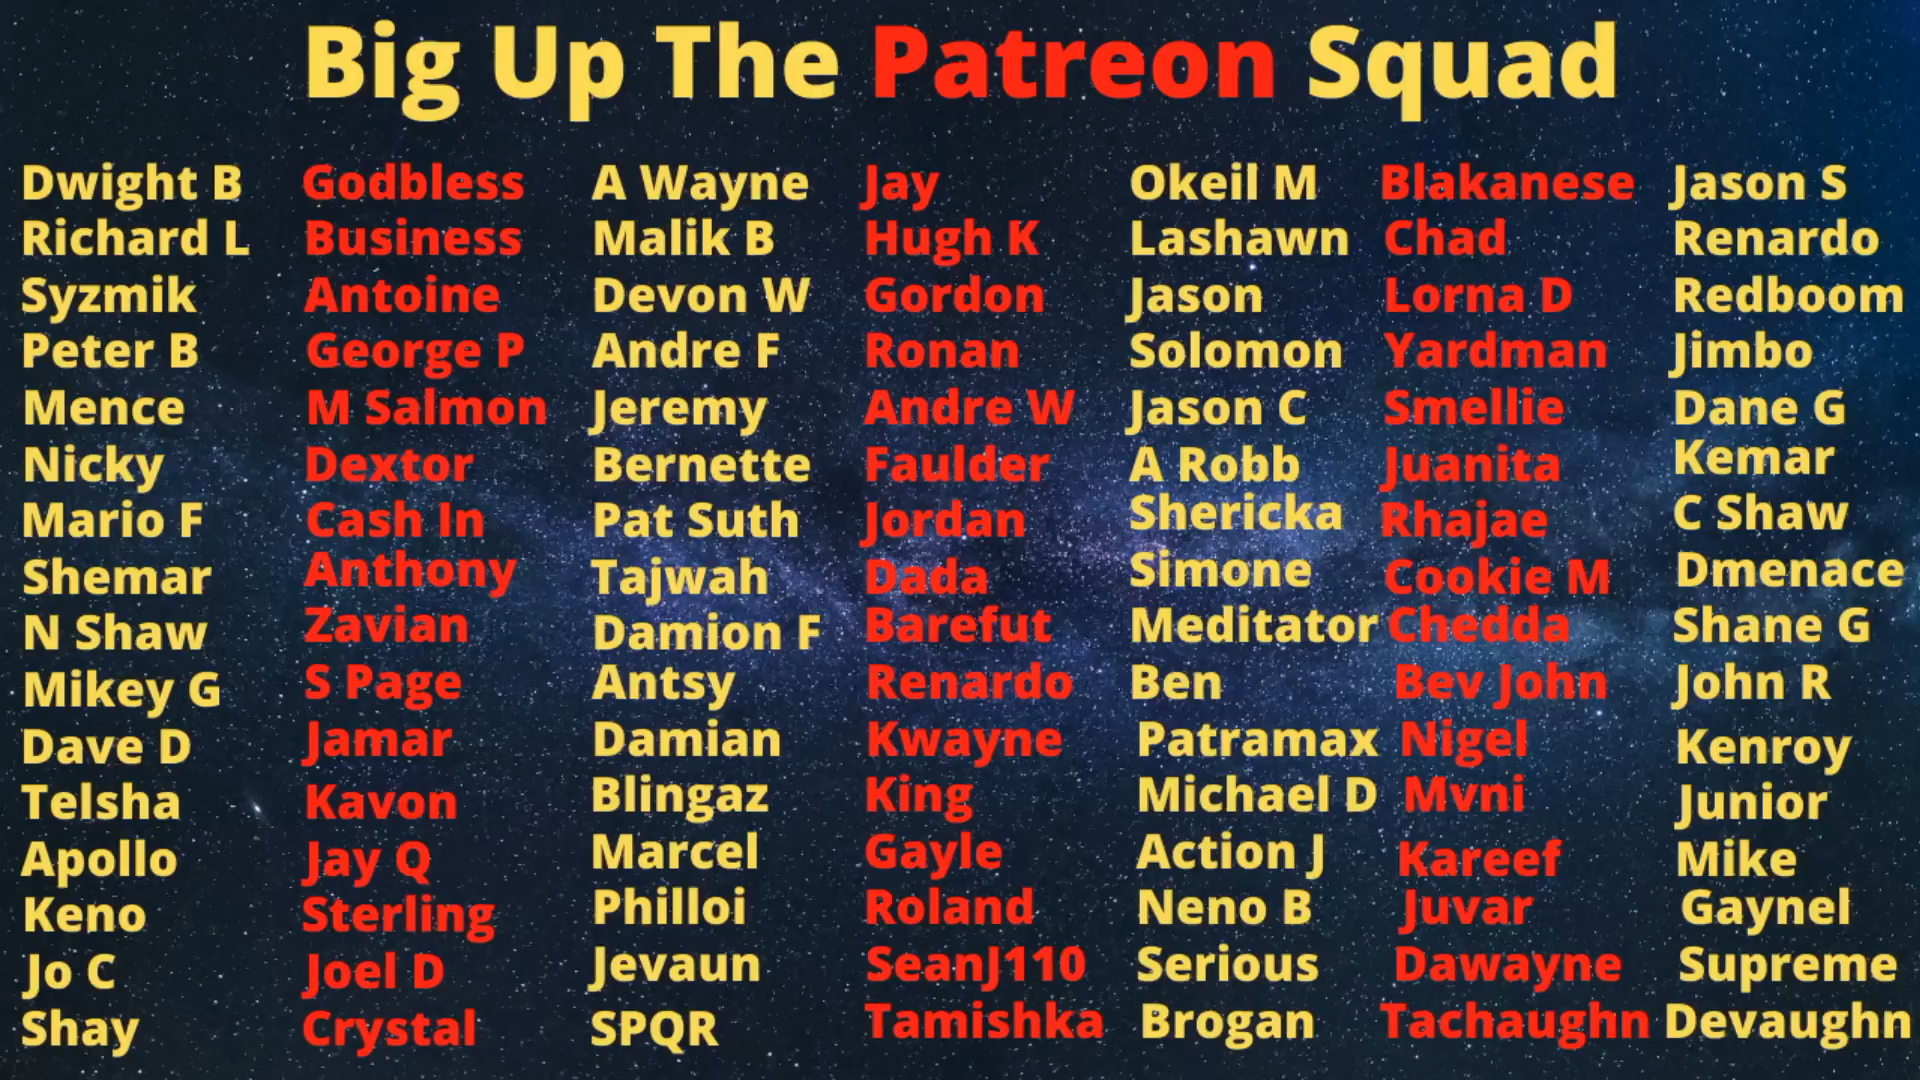 Big Up The Patreon Squad
Dwight B
Richard L
Syzmik
Peter B
Mence
Nicky
Mario F
Shemar
N Shaw
Mikey G
Dave D
Telsha
Apollo
Keno
Jo C
Shay
Godbless
Business
Antoine
George P
M Salmon
Dextor
Cash In
Anthony
Zavian
S Page
Jamar
Kavon
Jay Q
Sterling
Joel D
Crystal
A Wayne
Malik B
Devon W
Andre F
Jeremy
Bernette
Pat Suth
Tajwah
Damion F
Antsy
Damian
Blingaz
Marcel
Philloi
Jevaun
SPQR
Jay
Hugh K
Gordon
Ronan
Andre W
Faulder
Jordan
Dada
Barefut
Renardo
Kwayne
King
Gayle
Roland
SeanJ110
Tamishka
Okeil M
Lashawn
Jason
Solomon
Jason C
A Robb
Shericka
Simone
Meditator
Ben
Patramax
Michael D
Action J
Neno B
Serious
Brogan
Blakanese
Chad
Lorna D
Yardman
Smellie
Juanita
Rhajae
Cookie M
Chedda
Bev John
Nigel
Mvni
Kareef
Juvar
Dawayne
Tachaughn
Jason S
Renardo
Redboom
Jimbo
Dane G
Kemar
C Shaw
Dmenace
Shane G
John R
Kenroy
Junior
Mike
Gaynel
Supreme
Devaughn